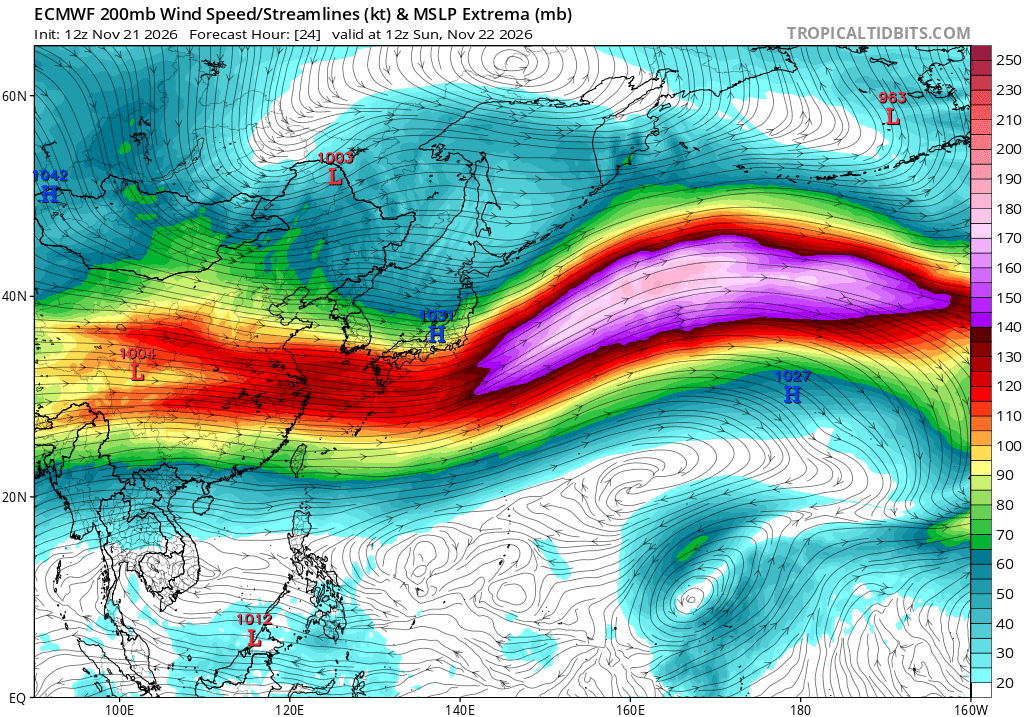 ECMWF 200mb Wind Speed/Streamlines (kt) & MSLP Extrema (mb)
Init: 12z Nov 21 2026 Forecast Hour: [24] valid at 12z Sun, Nov 22 2026
TROPICALTIDBITS.COM
250
230
220
210
200
190
180
170
160
150
140
130
120
110
100
90
80
70
60
50
40
30
20
60N
40N
20N
EQ
963
L
1003
L
1042
H
1031
H
1004
L
1027
H
1012
L
100E
120E
140E
160E
180
160W